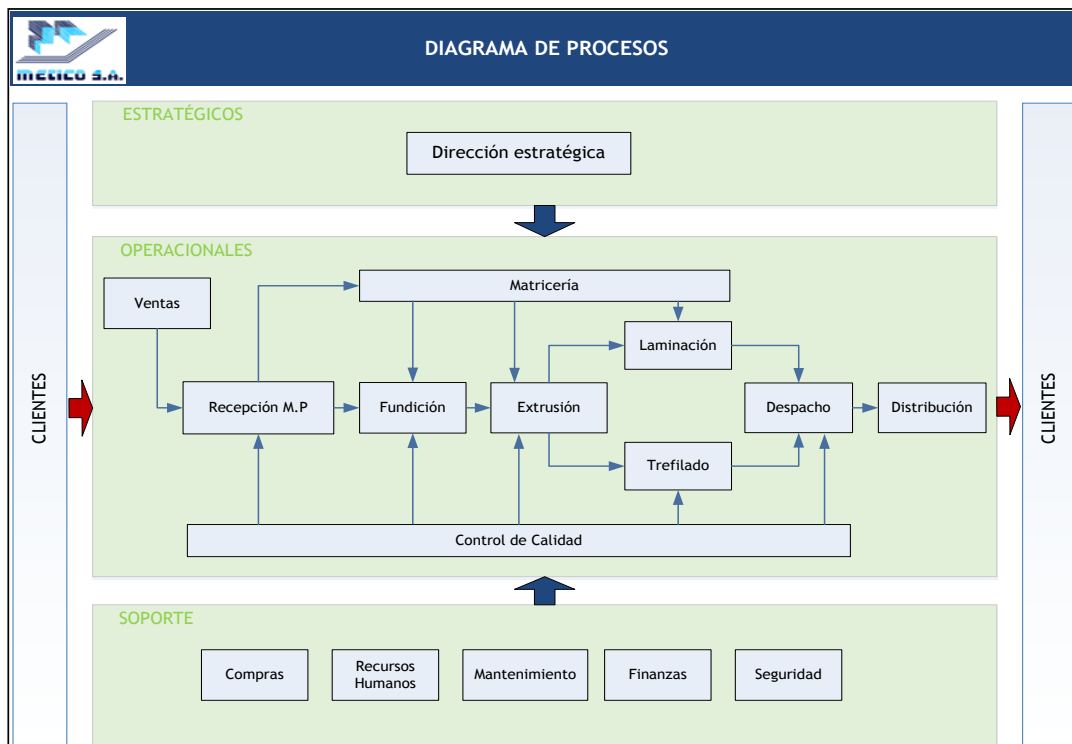 METICO S.A.
DIAGRAMA DE PROCESOS
CLIENTES
ESTRATÉGICOS
Dirección estratégica
OPERACIONALES
Ventas
Matricería
Laminación
Recepción M.P
Fundición
Extrusión
Despacho
Distribución
Trefilado
Control de Calidad
SOPORTE
Compras
Recursos
Humanos
Mantenimiento
Finanzas
Seguridad
CLIENTES